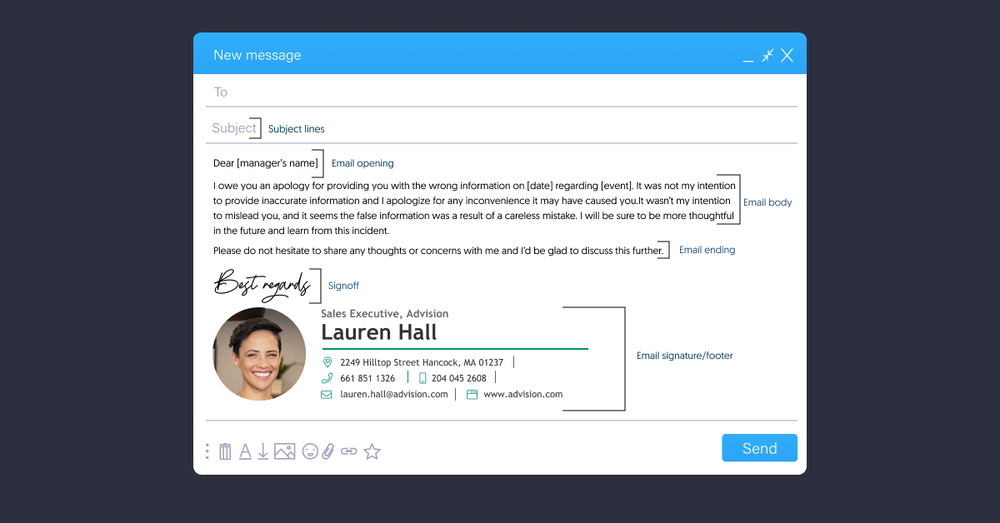 New message
To
Subject Subject lines
Dear [manager's name] Email opening
I owe you an apology for providing you with the wrong information on [date] regarding [event]. It was not my intention
to provide inaccurate information and I apologize for any inconvenience it may have caused you.It wasn't my intention
Email body
to mislead you, and it seems the false information was a result of a careless mistake. I will be sure to be more thoughtful
in the future and learn from this incident.
Please do not hesitate to share any thoughts or concerns with me and I'd be glad to discuss this further. Email ending
Best regards Signoff
Sales Executive, Advision
Lauren Hall
Email signature/footer
2249 Hilltop Street Hancock, MA 01237
661 851 1326 204 045 2608
lauren.hall@advision.com www.advision.com
Send